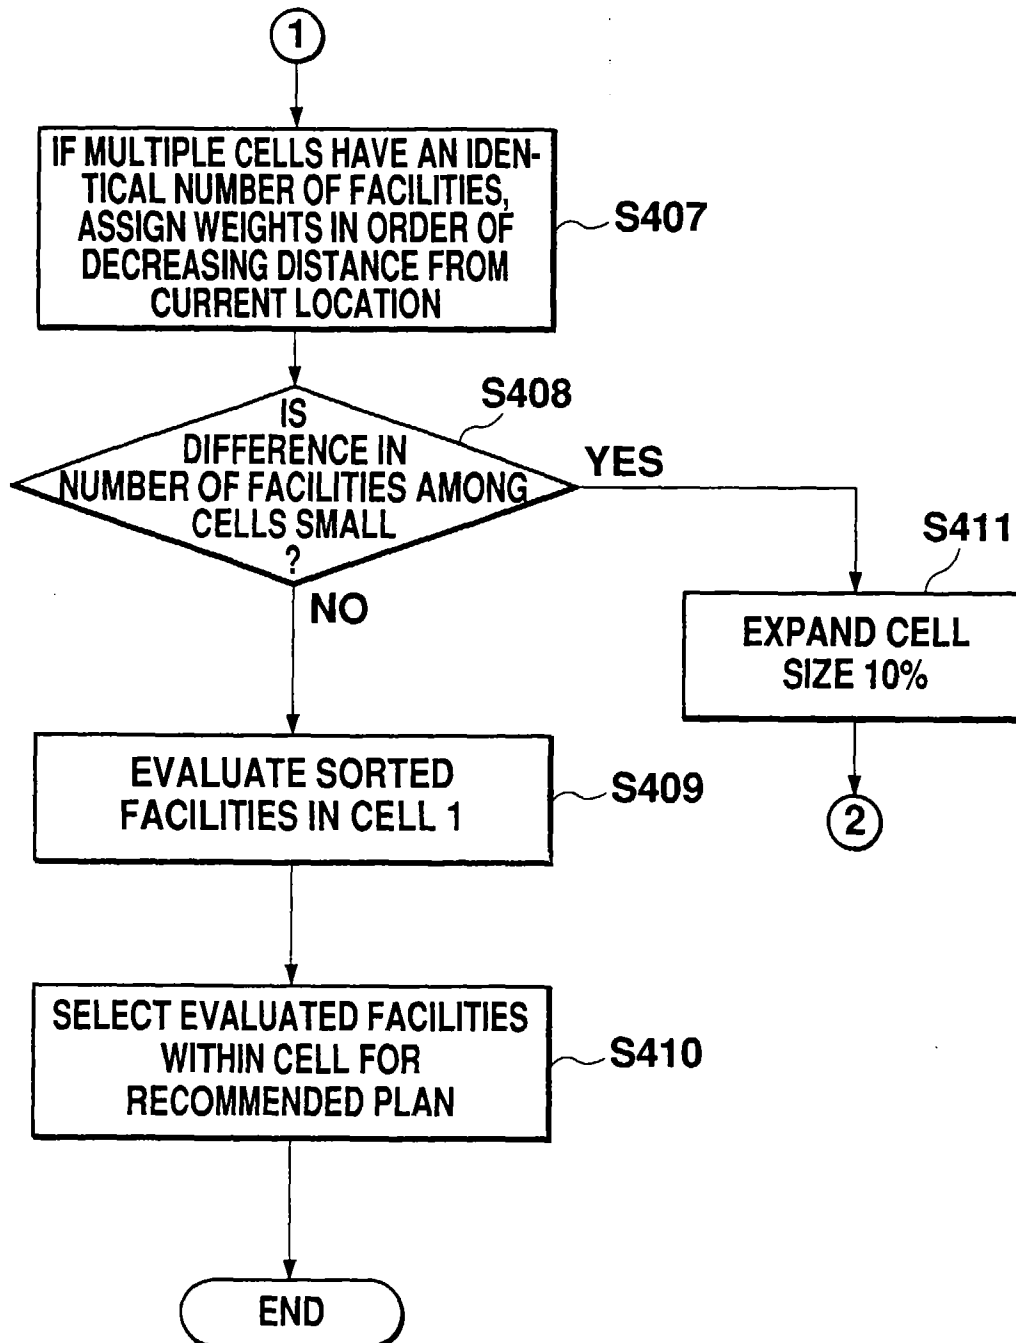 1
IF MULTIPLE CELLS HAVE AN IDEN-
TICAL NUMBER OF FACILITIES,
ASSIGN WEIGHTS IN ORDER OF
DECREASING DISTANCE FROM
CURRENT LOCATION
S407
S408
IS
DIFFERENCE IN
NUMBER OF FACILITIES AMONG
CELLS SMALL
?
YES
NO
S411
EXPAND CELL
SIZE 10%
2
EVALUATE SORTED
FACILITIES IN CELL 1
S409
SELECT EVALUATED FACILITIES
WITHIN CELL FOR
RECOMMENDED PLAN
S410
END